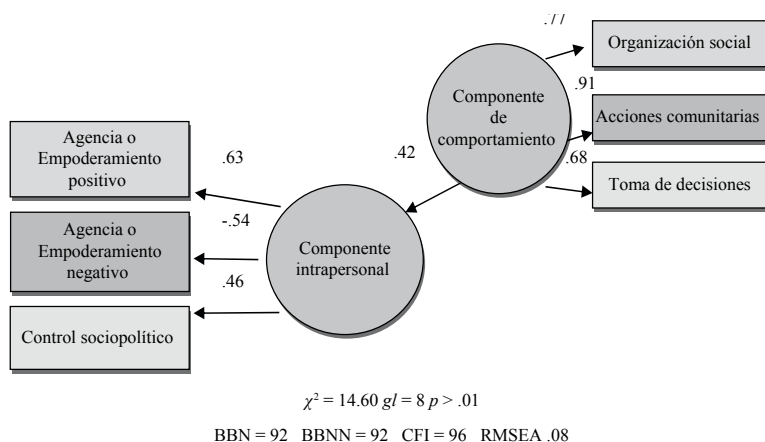 .77
Organización social
.91
Componente
de
comportamiento
Acciones comunitarias
.68
Toma de decisiones
.42
Agencia o
Empoderamiento
positivo
.63
-.54
Agencia o
Empoderamiento
negativo
Componente
intrapersonal
.46
Control sociopolítico
χ² = 14.60 gl = 8 p > .01
BBN = 92 BBNN = 92 CFI = 96 RMSEA .08